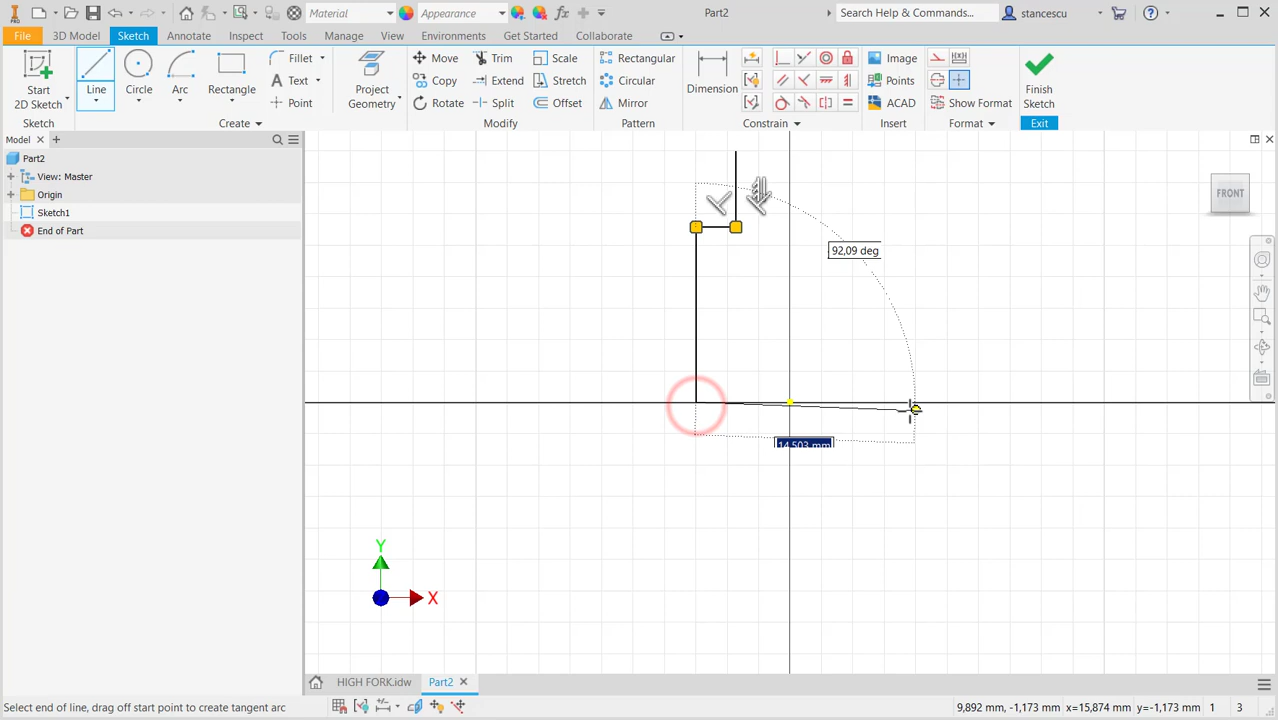 Material
Appearance
Part2
Search Help & Commands...
stancescu
PRO
File 3D Model Sketch Annotate Inspect Tools Manage View Environments Get Started Collaborate
Start
2D Sketch
Line
Circle
Arc
Rectangle
Fillet
Text
Point
Project
Geometry
Move
Copy
Rotate
Trim
Extend
Split
Scale
Stretch
Offset
Rectangular
Circular
Mirror
Dimension
Image
Points
ACAD
Show Format
Finish
Sketch
Sketch Create Modify Pattern Constrain Insert Format Exit
Model
Part2
View: Master
Origin
Sketch1
End of Part
FRONT
92,09 deg
14,503 mm
Y
X
HIGH FORK.idw
Part2
Select end of line, drag off start point to create tangent arc
9,892 mm, -1,173 mm x=15,874 mm y=-1,173 mm 1 3